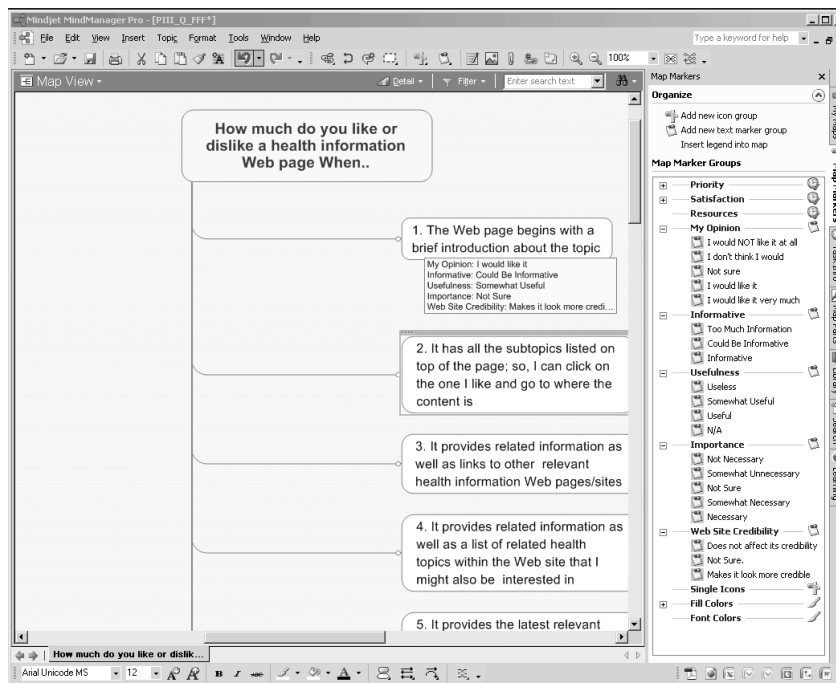 Mindjet MindManager Pro - [PIII_Q_FFF*]
File Edit View Insert Topic Format Tools Window Help
Type a keyword for help
100%
Map View
Detail
Filter
Enter search text
How much do you like or
dislike a health information
Web page When..
1. The Web page begins with a
brief introduction about the topic
My Opinion: I would like it
Informative: Could Be Informative
Usefulness: Somewhat Useful
Importance: Not Sure
Web Site Credibility: Makes it look more credi...
2. It has all the subtopics listed on
top of the page; so, I can click on
the one I like and go to where the
content is
3. It provides related information as
well as links to other relevant
health information Web pages/sites
4. It provides related information as
well as a list of related health
topics within the Web site that I
might also be interested in
5. It provides the latest relevant
How much do you like or dislik...
Map Markers
Organize
Add new icon group
Add new text marker group
Insert legend into map
Map Marker Groups
Priority
Satisfaction
Resources
My Opinion
I would NOT like it at all
I don't think I would
Not sure
I would like it
I would like it very much
Informative
Too Much Information
Could Be Informative
Informative
Usefulness
Useless
Somewhat Useful
Useful
N/A
Importance
Not Necessary
Somewhat Unnecessary
Not Sure
Somewhat Necessary
Necessary
Web Site Credibility
Does not affect its credibility
Not Sure.
Makes it look more credible
Single Icons
Fill Colors
Font Colors
My Maps
Map Markers
Task Info
Map Parts
Library
Search
Learning
Arial Unicode MS
12
B I abc A